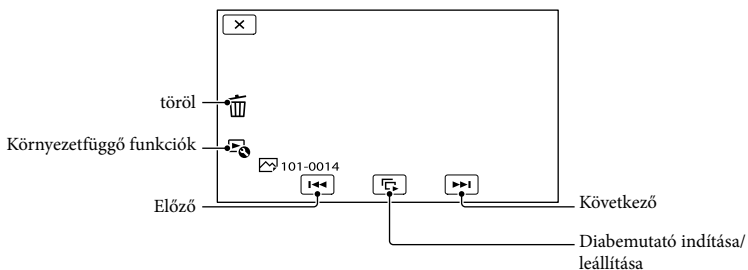 töröl
Környezetfüggő funkciók
101-0014
Előző
Következő
Diabemutató indítása/
leállítása